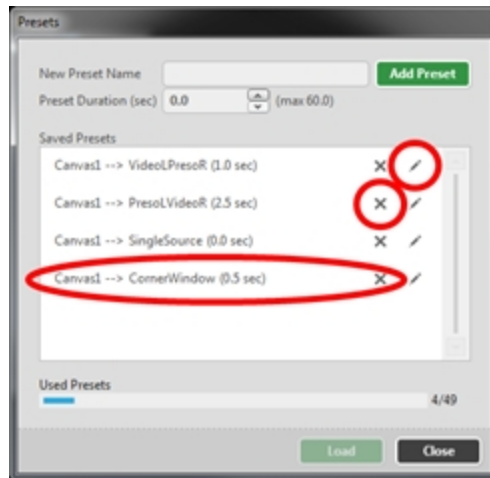 Presets
New Preset Name
Add Preset
Preset Duration (sec) 0.0 (max 60.0)
Saved Presets
Canvas1 --> VideoLPresoR (1.0 sec)
Canvas1 --> PresoLVideoR (2.5 sec)
Canvas1 --> SingleSource (0.0 sec)
Canvas1 --> CornerWindow (0.5 sec)
Used Presets
4/49
Load Close